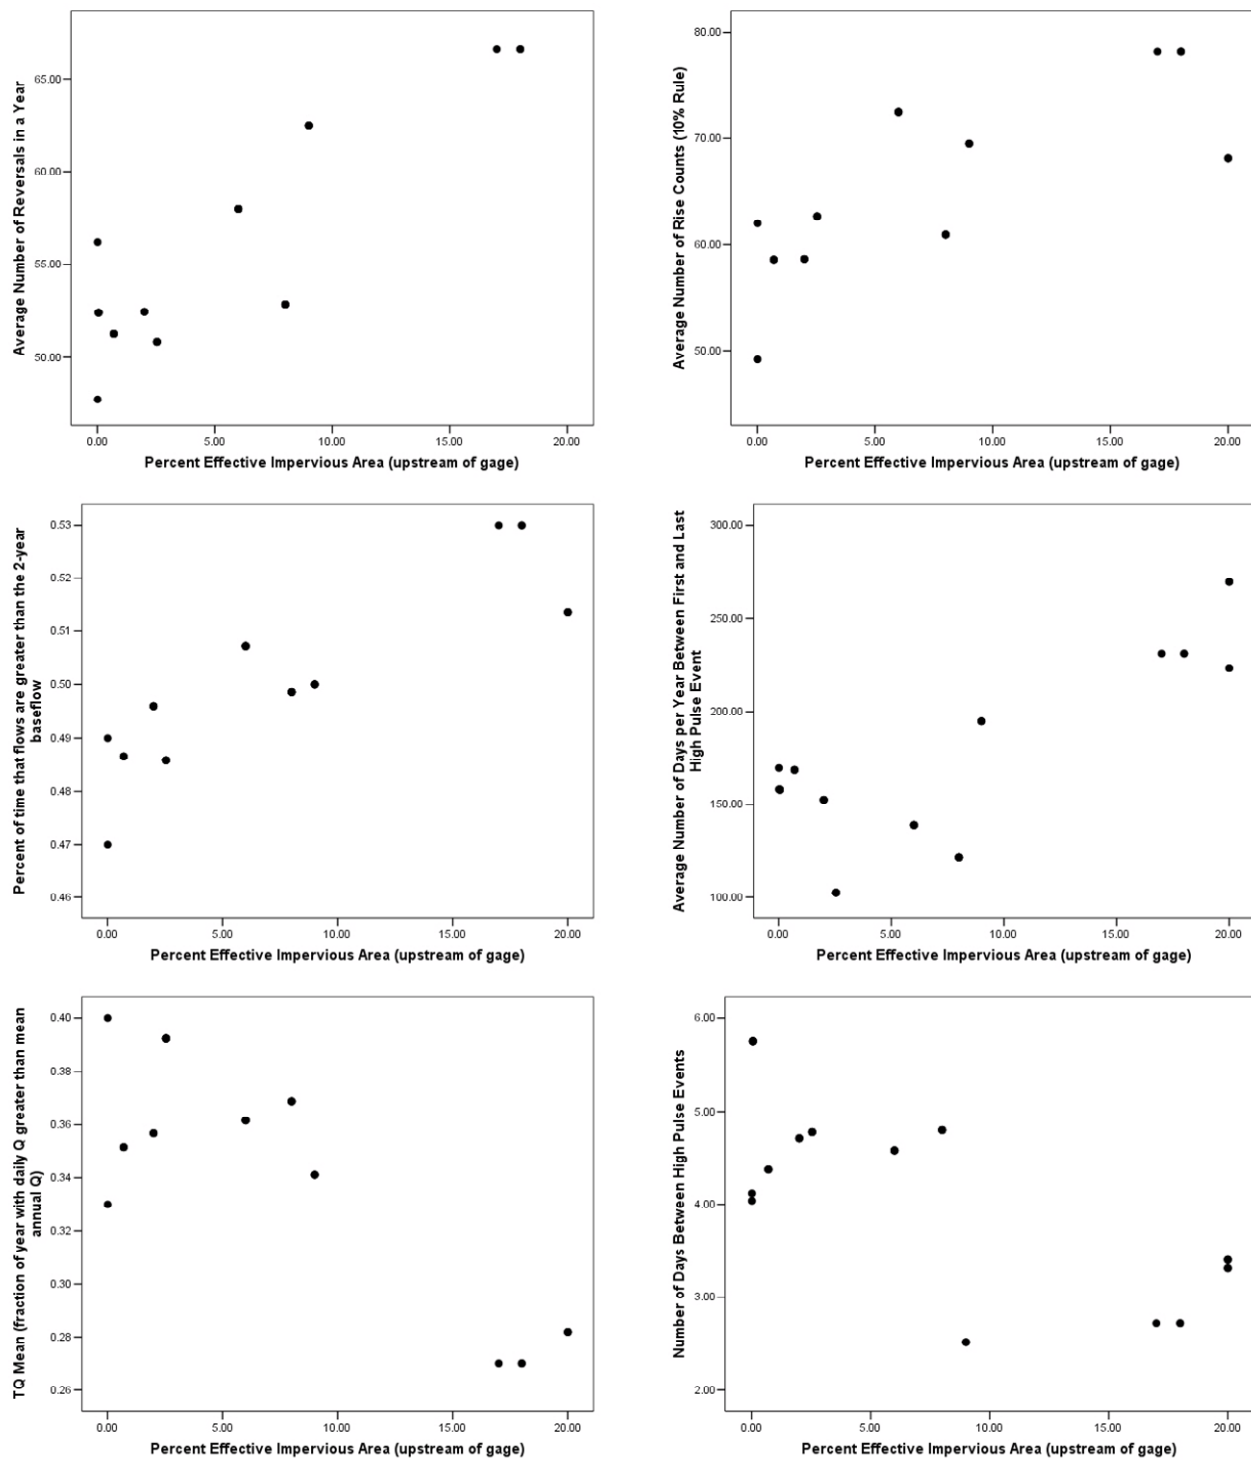 Average Number of Reversals in a Year
65.00
60.00
55.00
50.00
0.00 5.00 10.00 15.00 20.00
Percent Effective Impervious Area (upstream of gage)
Average Number of Rise Counts (10% Rule)
80.00
70.00
60.00
50.00
0.00 5.00 10.00 15.00 20.00
Percent Effective Impervious Area (upstream of gage)
Percent of time that flows are greater than the 2-year
baseflow
0.53
0.52
0.51
0.50
0.49
0.48
0.47
0.46
0.00 5.00 10.00 15.00 20.00
Percent Effective Impervious Area (upstream of gage)
Average Number of Days per Year Between First and Last
High Pulse Event
300.00
250.00
200.00
150.00
100.00
0.00 5.00 10.00 15.00 20.00
Percent Effective Impervious Area (upstream of gage)
TQ Mean (fraction of year with daily Q greater than mean
annual Q)
0.40
0.38
0.36
0.34
0.32
0.30
0.28
0.26
0.00 5.00 10.00 15.00 20.00
Percent Effective Impervious Area (upstream of gage)
Number of Days Between High Pulse Events
6.00
5.00
4.00
3.00
2.00
0.00 5.00 10.00 15.00 20.00
Percent Effective Impervious Area (upstream of gage)